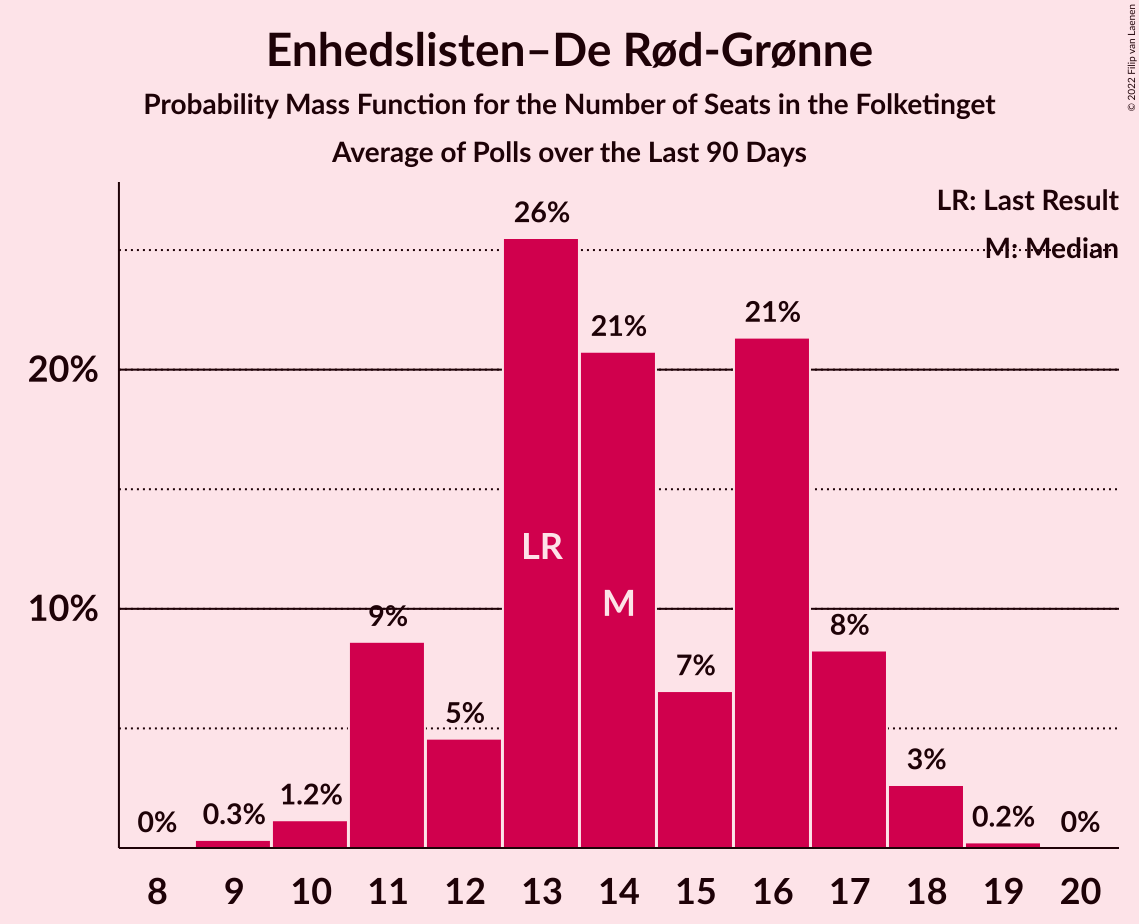 Enhedslisten–De Rød-Grønne
Probability Mass Function for the Number of Seats in the Folketinget
Average of Polls over the Last 90 Days
© 2022 Filip van Laenen
LR: Last Result
M: Median
26%
21%
21%
20%
LR
M
10%
9%
8%
7%
5%
3%
1.2%
0.3%
0.2%
0%
0%
8 9 10 11 12 13 14 15 16 17 18 19 20